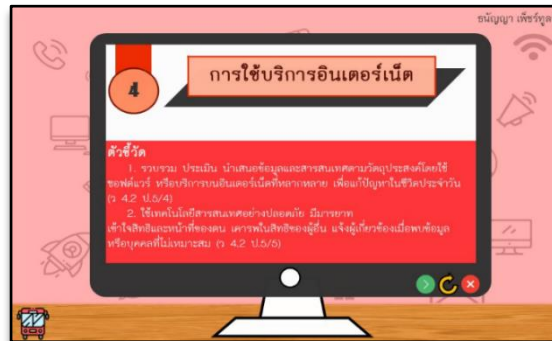 ธนัญญา เพ็ชร์ทูล
4
การใช้บริการอินเตอร์เน็ต
ตัวชี้วัด
1. รวบรวม ประเมิน นำเสนอข้อมูลและสารสนเทศตามวัตถุประสงค์โดยใช้
ซอฟต์แวร์ หรือบริการบนอินเตอร์เน็ตที่หลากหลาย เพื่อแก้ปัญหาในชีวิตประจำวัน
(ว 4.2 ป.5/4)
2. ใช้เทคโนโลยีสารสนเทศอย่างปลอดภัย มีมารยาท
เข้าใจสิทธิและหน้าที่ของตน เคารพในสิทธิของผู้อื่น แจ้งผู้เกี่ยวข้องเมื่อพบข้อมูล
หรือบุคคลที่ไม่เหมาะสม (ว 4.2 ป.5/5)